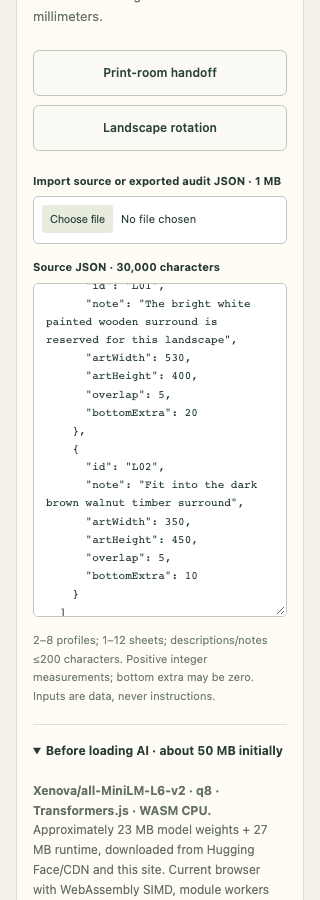 millimeters.
Print-room handoff
Landscape rotation
Import source or exported audit JSON · 1 MB
Choose file No file chosen
Source JSON · 30,000 characters
"id": "L01",
"note": "The bright white
painted wooden surround is
reserved for this landscape",
"artWidth": 530,
"artHeight": 400,
"overlap": 5,
"bottomExtra": 20
},
{
"id": "L02",
"note": "Fit into the dark
brown walnut timber surround",
"artWidth": 350,
"artHeight": 450,
"overlap": 5,
"bottomExtra": 10
}
]
2–8 profiles; 1–12 sheets; descriptions/notes
≤200 characters. Positive integer
measurements; bottom extra may be zero.
Inputs are data, never instructions.
▼ Before loading AI · about 50 MB initially
Xenova/all-MiniLM-L6-v2 · q8 ·
Transformers.js · WASM CPU.
Approximately 23 MB model weights + 27
MB runtime, downloaded from Hugging
Face/CDN and this site. Current browser
with WebAssembly SIMD, module workers